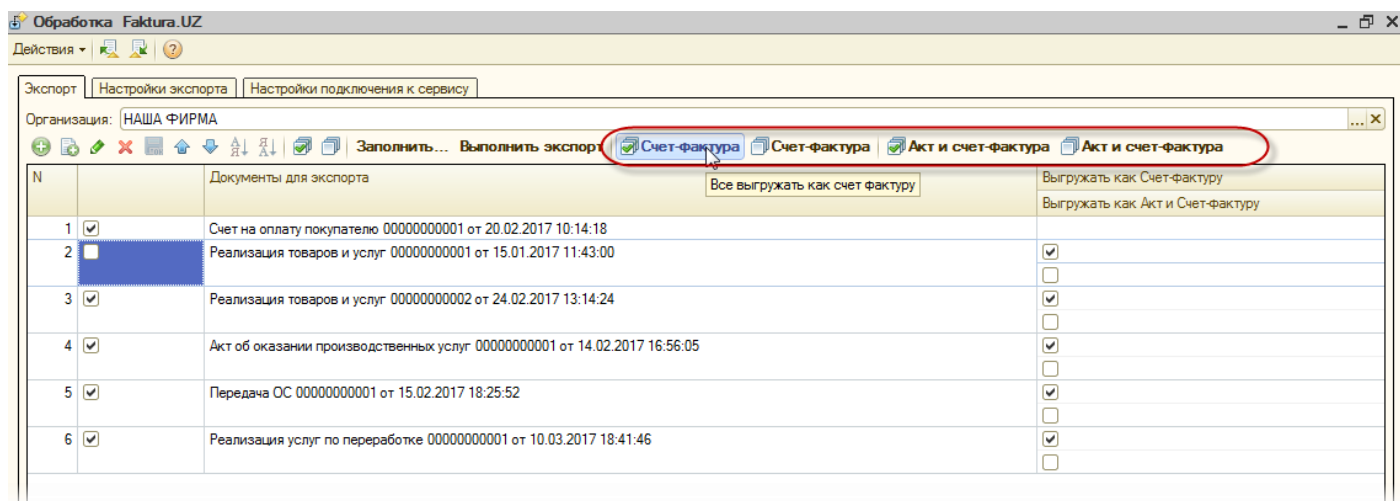 Обработка Faktura.UZ
Действия
Экспорт Настройки экспорта Настройки подключения к сервису
Организация: НАША ФИРМА ... x
Заполнить... Выполнить экспорт Счет-фактура Счет-фактура Акт и счет-фактура Акт и счет-фактура
Все выгружать как счет фактуру
N Документы для экспорта Выгружать как Счет-фактуру
Выгружать как Акт и Счет-фактуру
1 Счет на оплату покупателю 00000000001 от 20.02.2017 10:14:18
2 Реализация товаров и услуг 00000000001 от 15.01.2017 11:43:00
3 Реализация товаров и услуг 00000000002 от 24.02.2017 13:14:24
4 Акт об оказании производственных услуг 00000000001 от 14.02.2017 16:56:05
5 Передача ОС 00000000001 от 15.02.2017 18:25:52
6 Реализация услуг по переработке 00000000001 от 10.03.2017 18:41:46